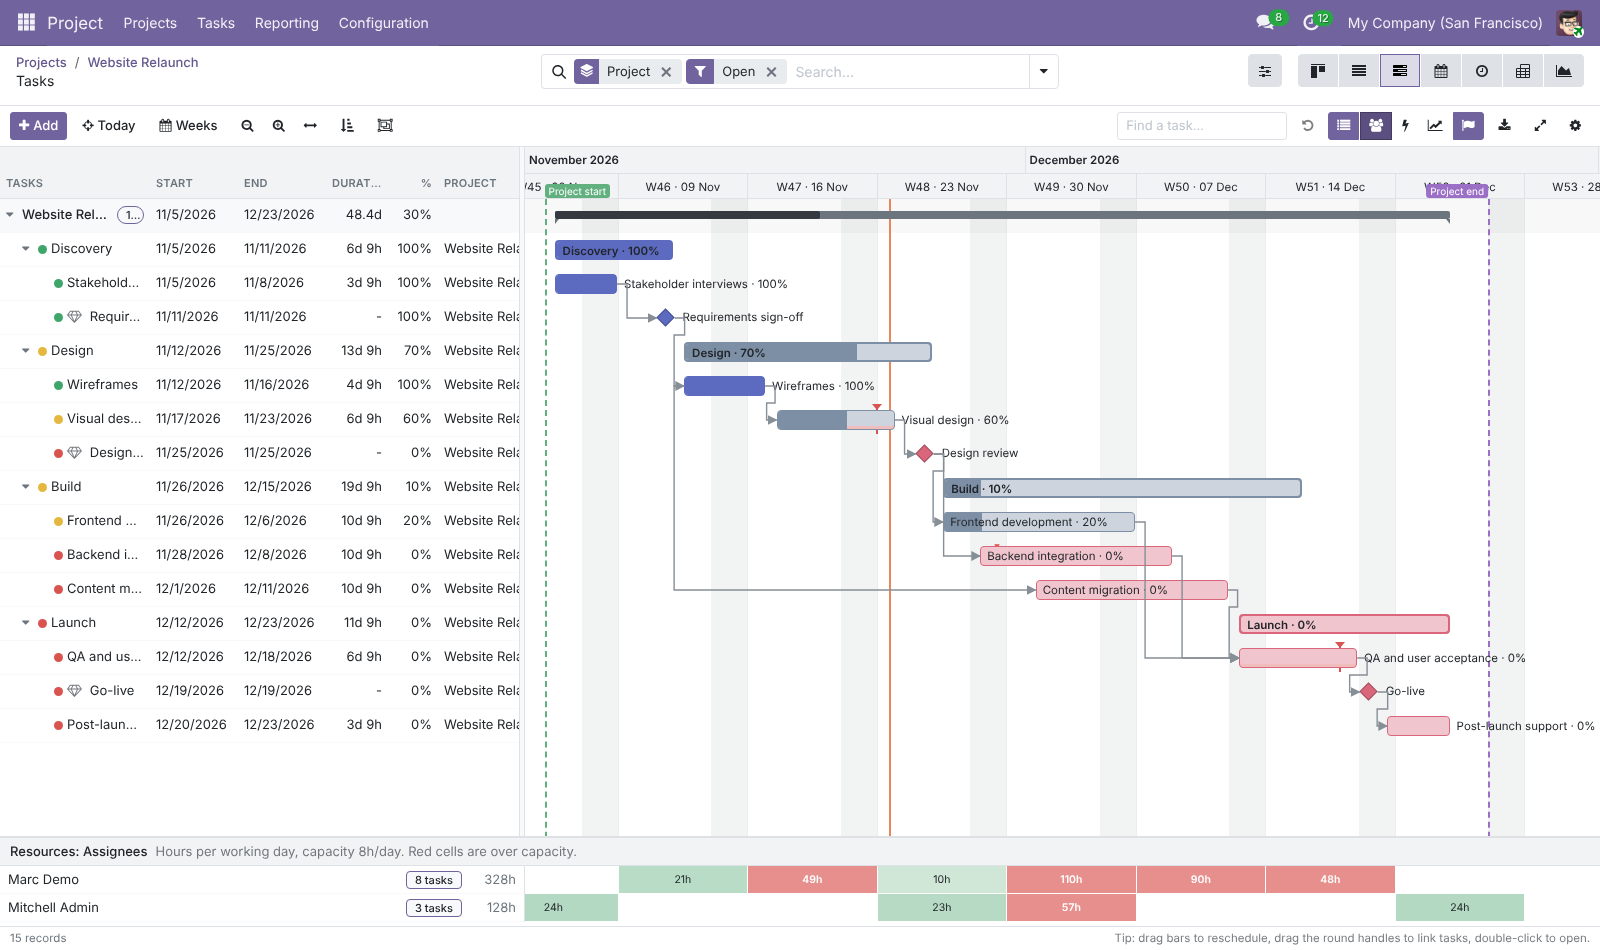 Project Projects Tasks Reporting Configuration 8 12 My Company (San Francisco)
Projects / Website Relaunch
Tasks
Project Open Search...
Add Today Weeks Find a task...
November 2026 December 2026
TASKS START END DURAT... % PROJECT
W46 · 09 Nov W47 · 16 Nov W48 · 23 Nov W49 · 30 Nov W50 · 07 Dec W51 · 14 Dec W53 · 28
Project start Project end
Website Rel... 1... 11/5/2026 12/23/2026 48.4d 30%
Discovery 11/5/2026 11/11/2026 6d 9h 100% Website Rela Discovery · 100%
Stakehold... 11/5/2026 11/8/2026 3d 9h 100% Website Rela Stakeholder interviews · 100%
Requir... 11/11/2026 11/11/2026 - 100% Website Rela Requirements sign-off
Design 11/12/2026 11/25/2026 13d 9h 70% Website Rela Design · 70%
Wireframes 11/12/2026 11/16/2026 4d 9h 100% Website Rela Wireframes · 100%
Visual des... 11/17/2026 11/23/2026 6d 9h 60% Website Rela Visual design · 60%
Design... 11/25/2026 11/25/2026 - 0% Website Rela Design review
Build 11/26/2026 12/15/2026 19d 9h 10% Website Rela Build · 10%
Frontend ... 11/26/2026 12/6/2026 10d 9h 20% Website Rela Frontend development · 20%
Backend i... 11/28/2026 12/8/2026 10d 9h 0% Website Rela Backend integration · 0%
Content m... 12/1/2026 12/11/2026 10d 9h 0% Website Rela Content migration · 0%
Launch 12/12/2026 12/23/2026 11d 9h 0% Website Rela Launch · 0%
QA and us... 12/12/2026 12/18/2026 6d 9h 0% Website Rela QA and user acceptance · 0%
Go-live 12/19/2026 12/19/2026 - 0% Website Rela Go-live
Post-laun... 12/20/2026 12/23/2026 3d 9h 0% Website Rela Post-launch support · 0%
Resources: Assignees Hours per working day, capacity 8h/day. Red cells are over capacity.
Marc Demo 8 tasks 328h 21h 49h 10h 110h 90h 48h
Mitchell Admin 3 tasks 128h 24h 23h 57h 24h
15 records Tip: drag bars to reschedule, drag the round handles to link tasks, double-click to open.